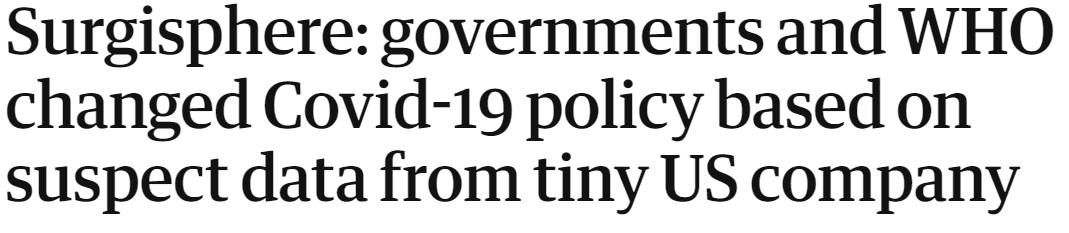 Surgisphere: governments and WHO
changed Covid-19 policy based on
suspect data from tiny US company